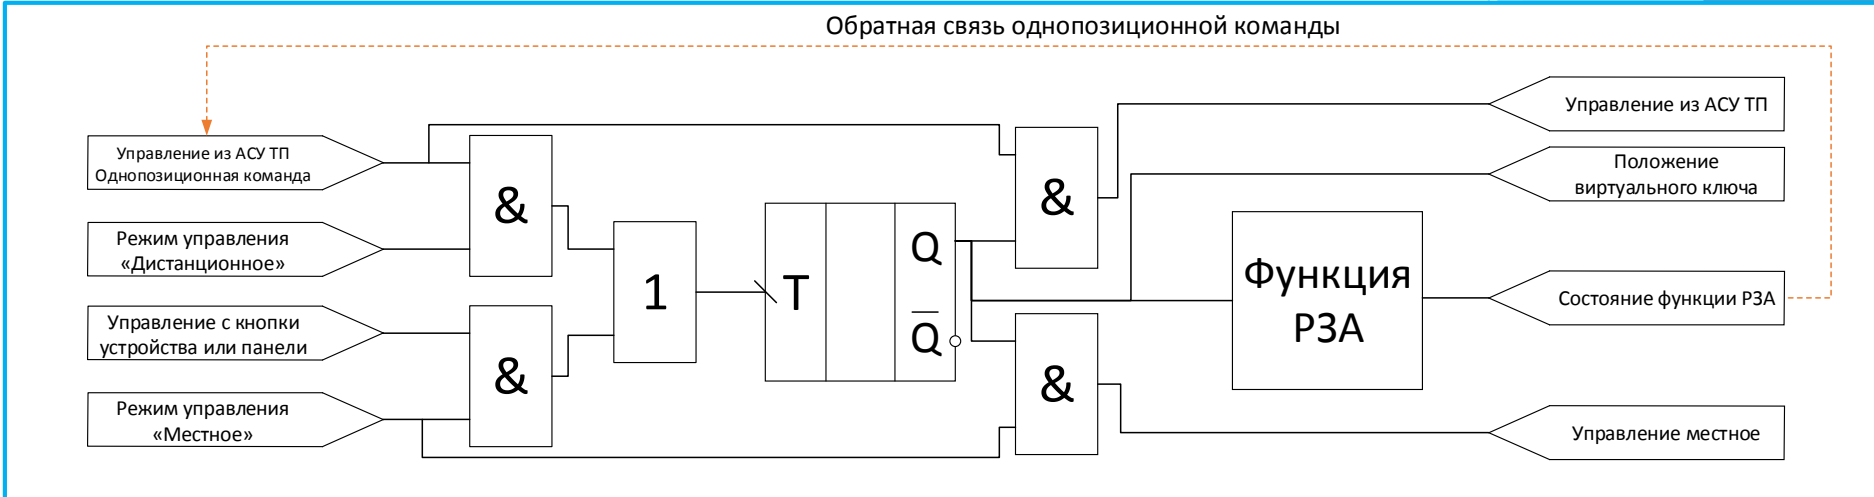 Обратная связь однопозиционной команды
Управление из АСУ ТП
Однопозиционная команда
Режим управления
«Дистанционное»
Управление с кнопки
устройства или панели
Режим управления
«Местное»
&
&
1
T
Q
Q̅
&
&
Функция
РЗА
Управление из АСУ ТП
Положение
виртуального ключа
Состояние функции РЗА
Управление местное